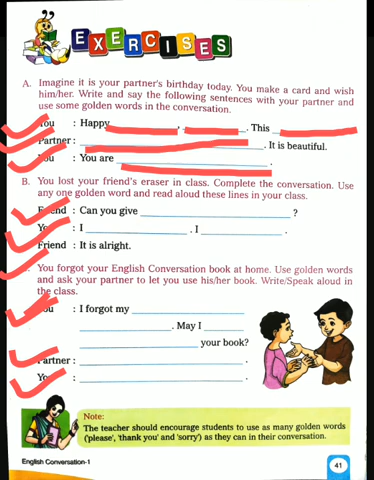 EXERCISES
A. Imagine it is your partner's birthday today. You make a card and wish
him/her. Write and say the following sentences with your partner and
use some golden words in the conversation.
You : Happy , . This
Partner : . It is beautiful.
You : You are .
B. You lost your friend's eraser in class. Complete the conversation. Use
any one golden word and read aloud these lines in your class.
Friend : Can you give ?
You : I . I .
Friend : It is alright.
You forgot your English Conversation book at home. Use golden words
and ask your partner to let you use his/her book. Write/Speak aloud in
the class.
You : I forgot my
. May I
your book?
Partner : .
You : .
Note:
The teacher should encourage students to use as many golden words
('please', 'thank you' and 'sorry') as they can in their conversation.
English Conversation-1
41